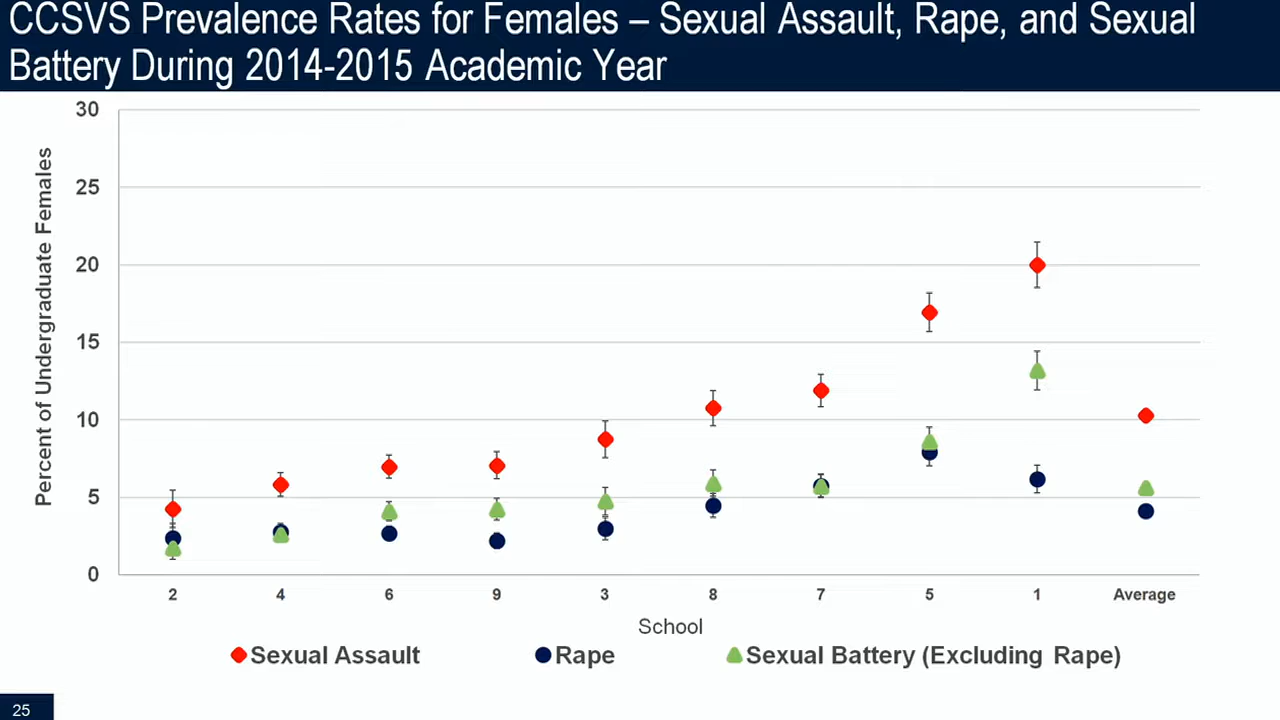 CCSVS Prevalence Rates for Females – Sexual Assault, Rape, and Sexual
Battery During 2014-2015 Academic Year
Percent of Undergraduate Females
30
25
20
15
10
5
0
2 4 6 9 3 8 7 5 1 Average
School
Sexual Assault Rape Sexual Battery (Excluding Rape)
25